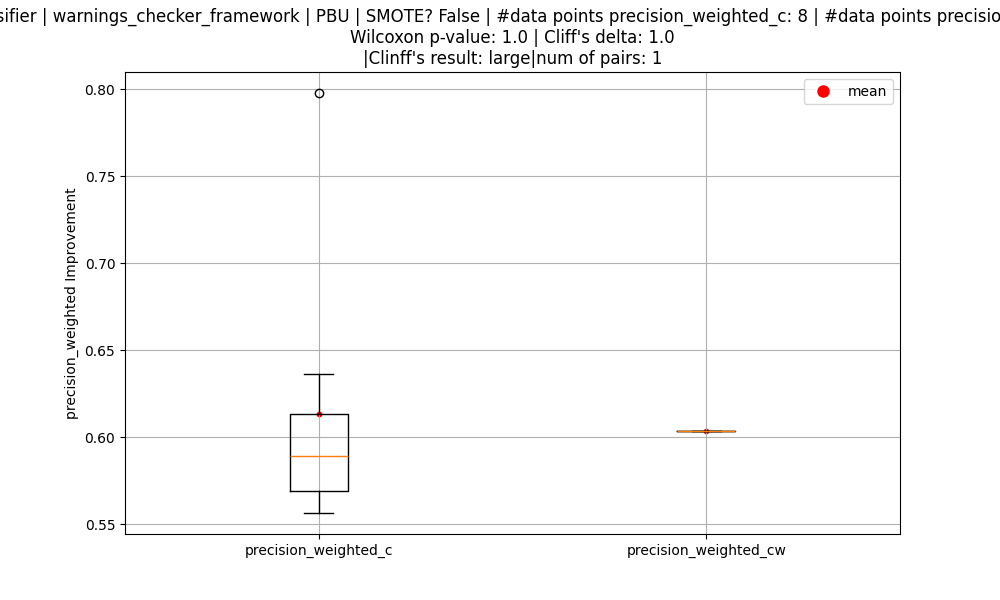 | warnings_checker_framework | PBU | SMOTE? False | #data points precision_weighted_c: 8 | #data points
Wilcoxon p-value: 1.0 | Cliff's delta: 1.0
|Clinff's result: large|num of pairs: 1
mean
0.80
0.75
0.70
0.65
0.60
0.55
precision_weighted Improvement
precision_weighted_c
precision_weighted_cw